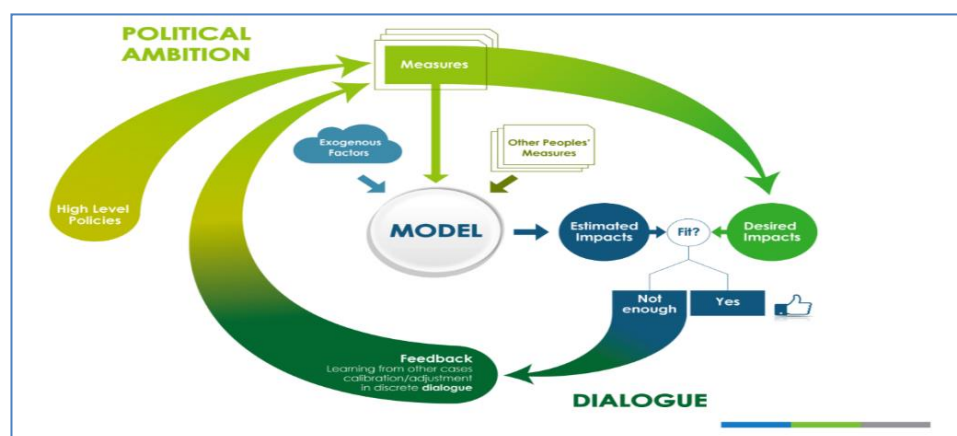 POLITICAL
AMBITION
Measures
Exogenous
Factors
Other Peoples'
Measures
High Level
Policies
MODEL
Estimated
Impacts
Fit?
Desired
Impacts
Not
enough
Yes
Feedback
Learning from other cases
calibration/adjustment
in discrete dialogue
DIALOGUE